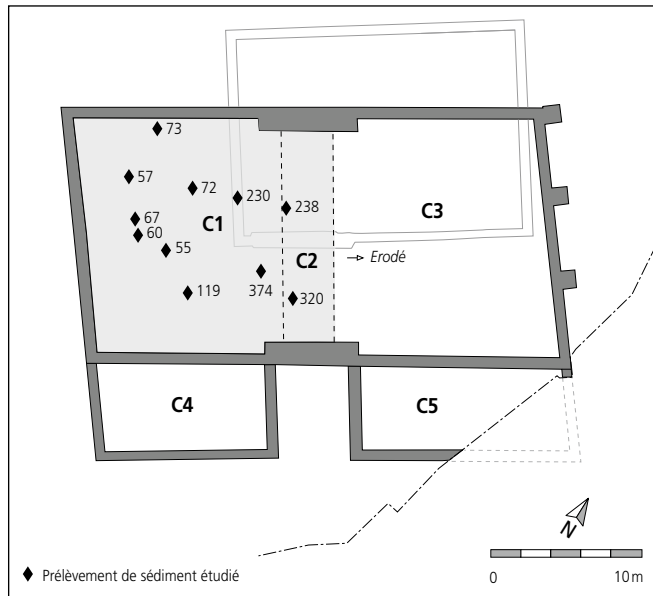 73
57
72
230
238
C3
67
C1
60
55
C2
→ Erodé
119
374
320
C4
C5
N
Prélèvement de sédiment étudié
0
10 m